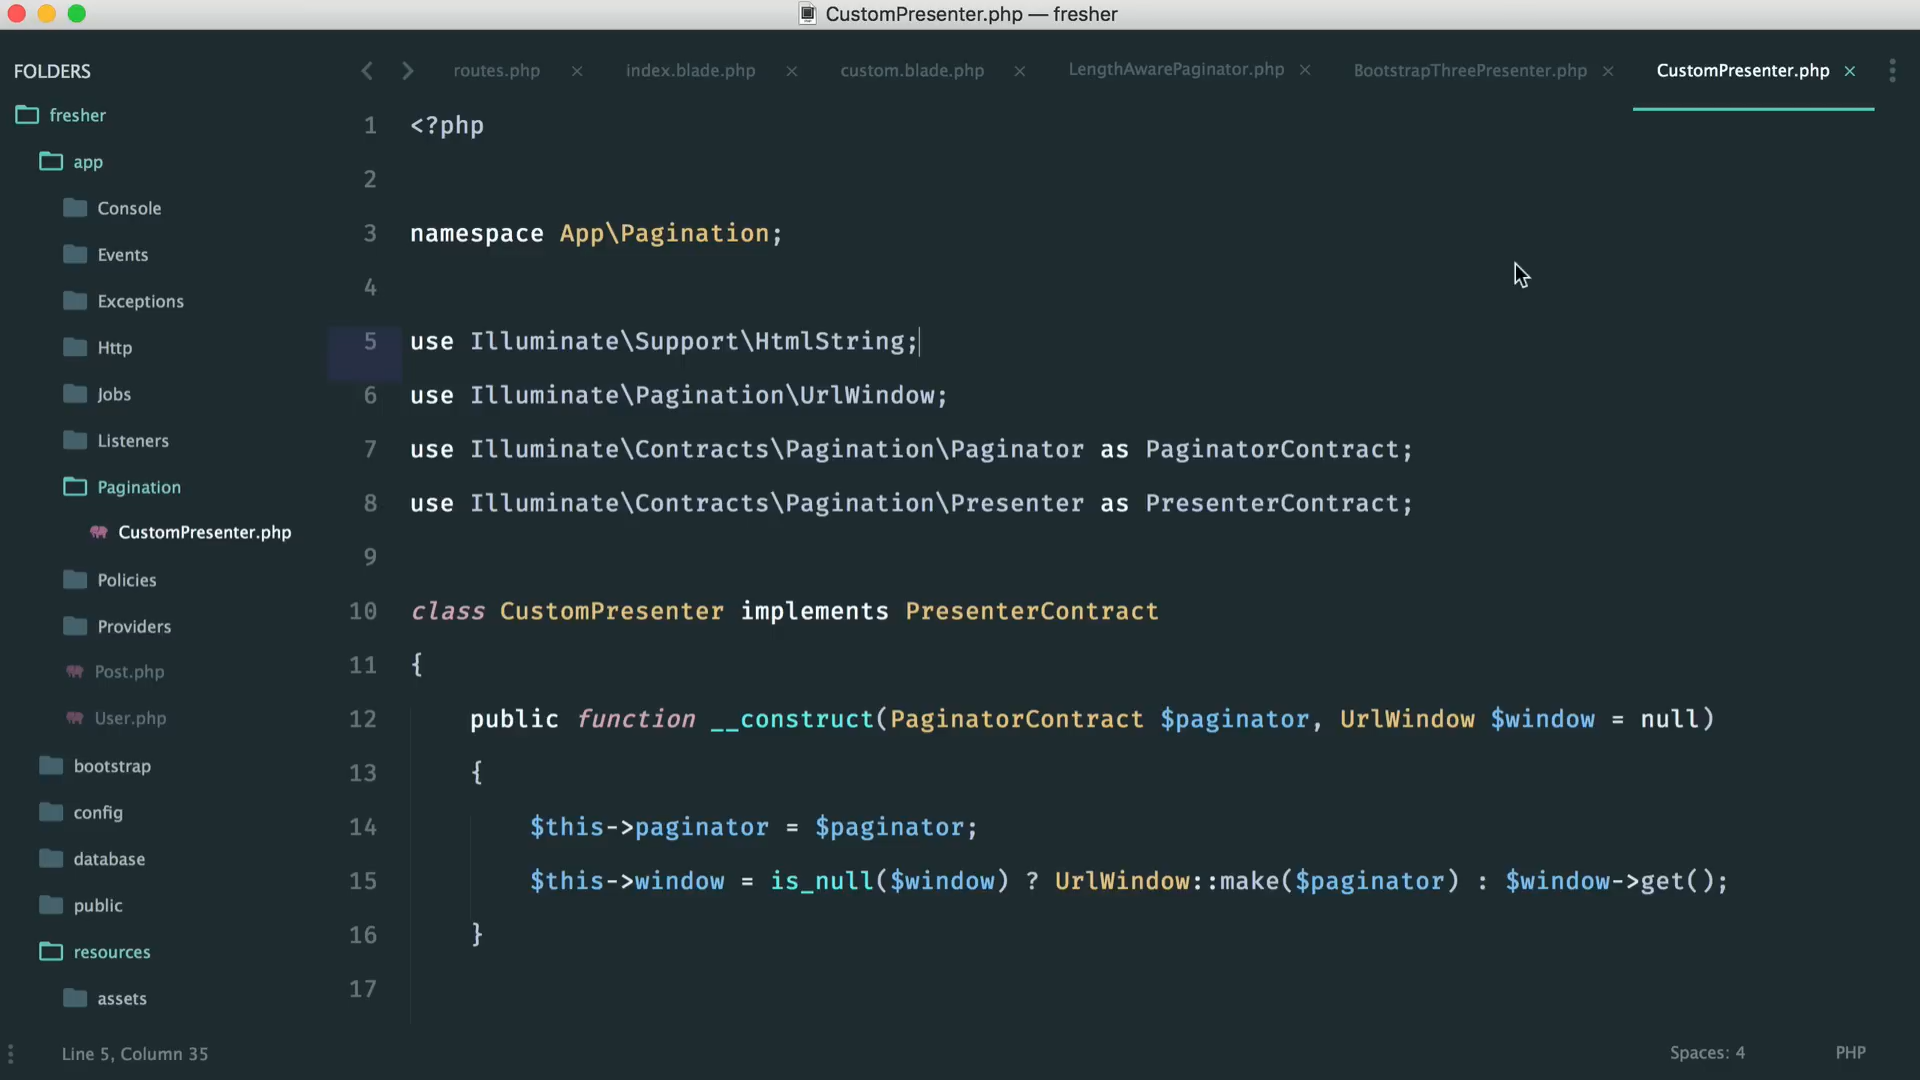 CustomPresenter.php — fresher
FOLDERS
fresher
app
Console
Events
Exceptions
Http
Jobs
Listeners
Pagination
CustomPresenter.php
Policies
Providers
Post.php
User.php
bootstrap
config
database
public
resources
assets
routes.php ×
index.blade.php ×
custom.blade.php ×
LengthAwarePaginator.php ×
BootstrapThreePresenter.php ×
CustomPresenter.php ×
1 <?php
2
3 namespace App\Pagination;
4
5 use Illuminate\Support\HtmlString;
6 use Illuminate\Pagination\UrlWindow;
7 use Illuminate\Contracts\Pagination\Paginator as PaginatorContract;
8 use Illuminate\Contracts\Pagination\Presenter as PresenterContract;
9
10 class CustomPresenter implements PresenterContract
11 {
12     public function __construct(PaginatorContract $paginator, UrlWindow $window = null)
13     {
14         $this->paginator = $paginator;
15         $this->window = is_null($window) ? UrlWindow::make($paginator) : $window->get();
16     }
17
Line 5, Column 35
Spaces: 4
PHP